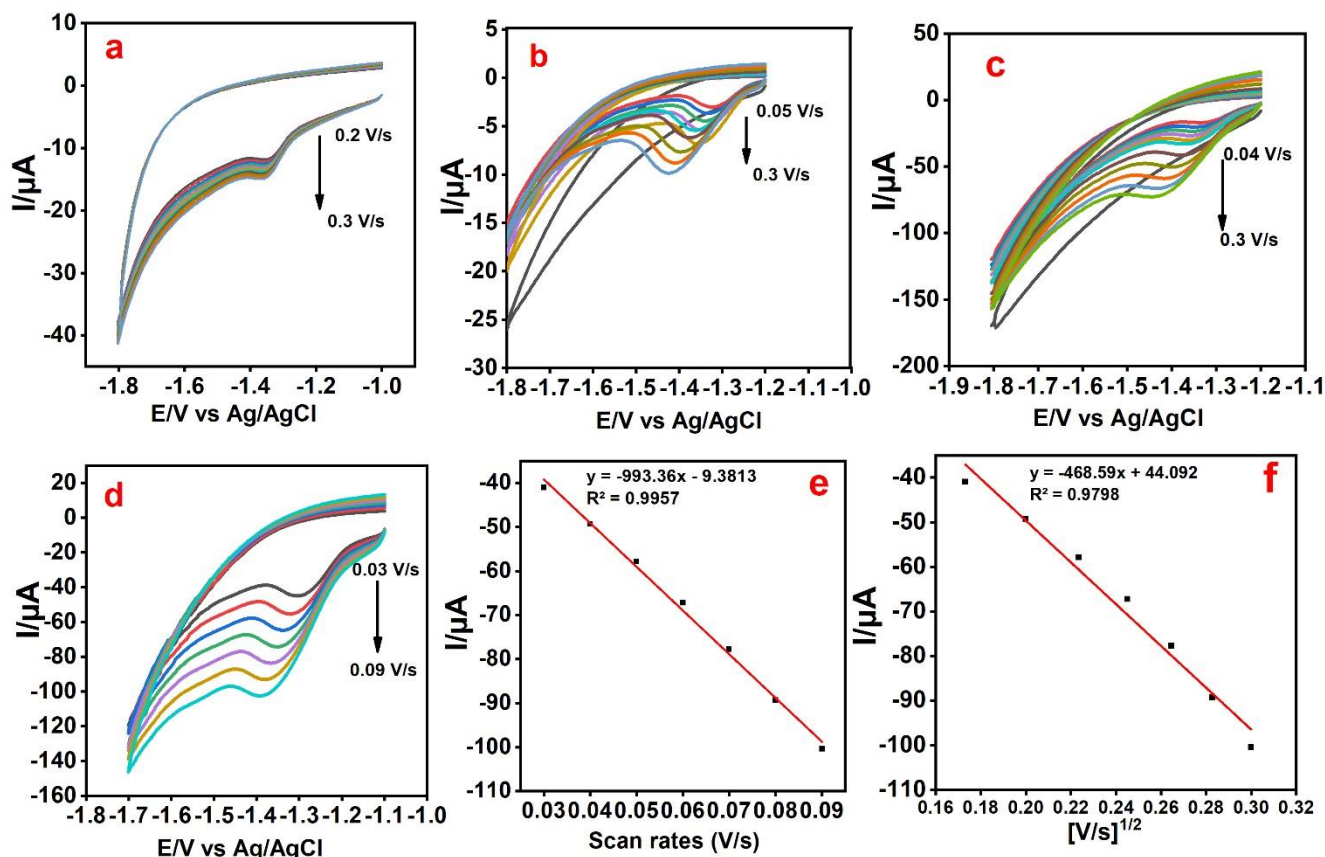 a
10
0
-10
-20
-30
-40
I/µA
0.2 V/s
0.3 V/s
-1.8 -1.6 -1.4 -1.2 -1.0
E/V vs Ag/AgCl
b
5
0
-5
-10
-15
-20
-25
-30
I/µA
0.05 V/s
0.3 V/s
-1.8 -1.7 -1.6 -1.5 -1.4 -1.3 -1.2 -1.1 -1.0
E/V vs Ag/AgCl
c
50
0
-50
-100
-150
-200
I/µA
0.04 V/s
0.3 V/s
-1.9 -1.8 -1.7 -1.6 -1.5 -1.4 -1.3 -1.2 -1.1
E/V vs Ag/AgCl
d
20
0
-20
-40
-60
-80
-100
-120
-140
-160
I/µA
0.03 V/s
0.09 V/s
-1.8 -1.7 -1.6 -1.5 -1.4 -1.3 -1.2 -1.1 -1.0
E/V vs Ag/AgCl
e
y = -993.36x - 9.3813
R² = 0.9957
-40
-50
-60
-70
-80
-90
-100
-110
I/µA
0.03 0.04 0.05 0.06 0.07 0.08 0.09
Scan rates (V/s)
f
y = -468.59x + 44.092
R² = 0.9798
-40
-50
-60
-70
-80
-90
-100
-110
I/µA
0.16 0.18 0.20 0.22 0.24 0.26 0.28 0.30 0.32
[V/s]1/2